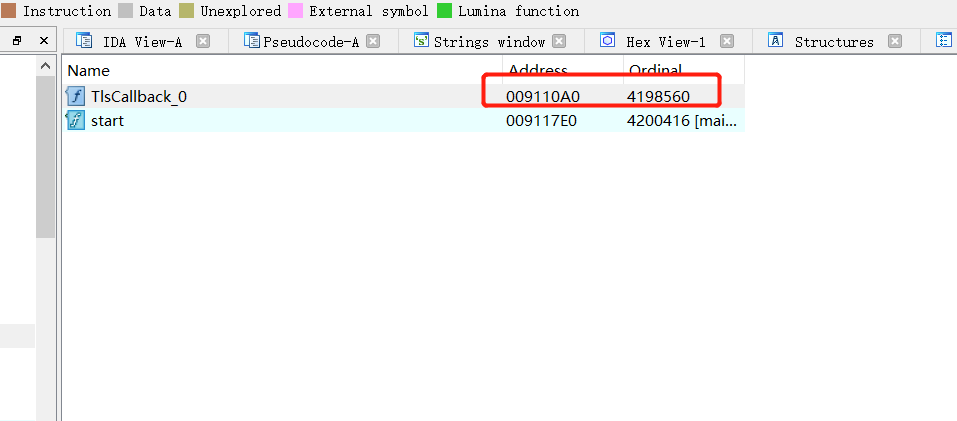 Instruction Data Unexplored External symbol Lumina function
IDA View-A Pseudocode-A Strings window Hex View-1 Structures
Name Address Ordinal
TlsCallback_0 009110A0 4198560
start 009117E0 4200416 [mai...